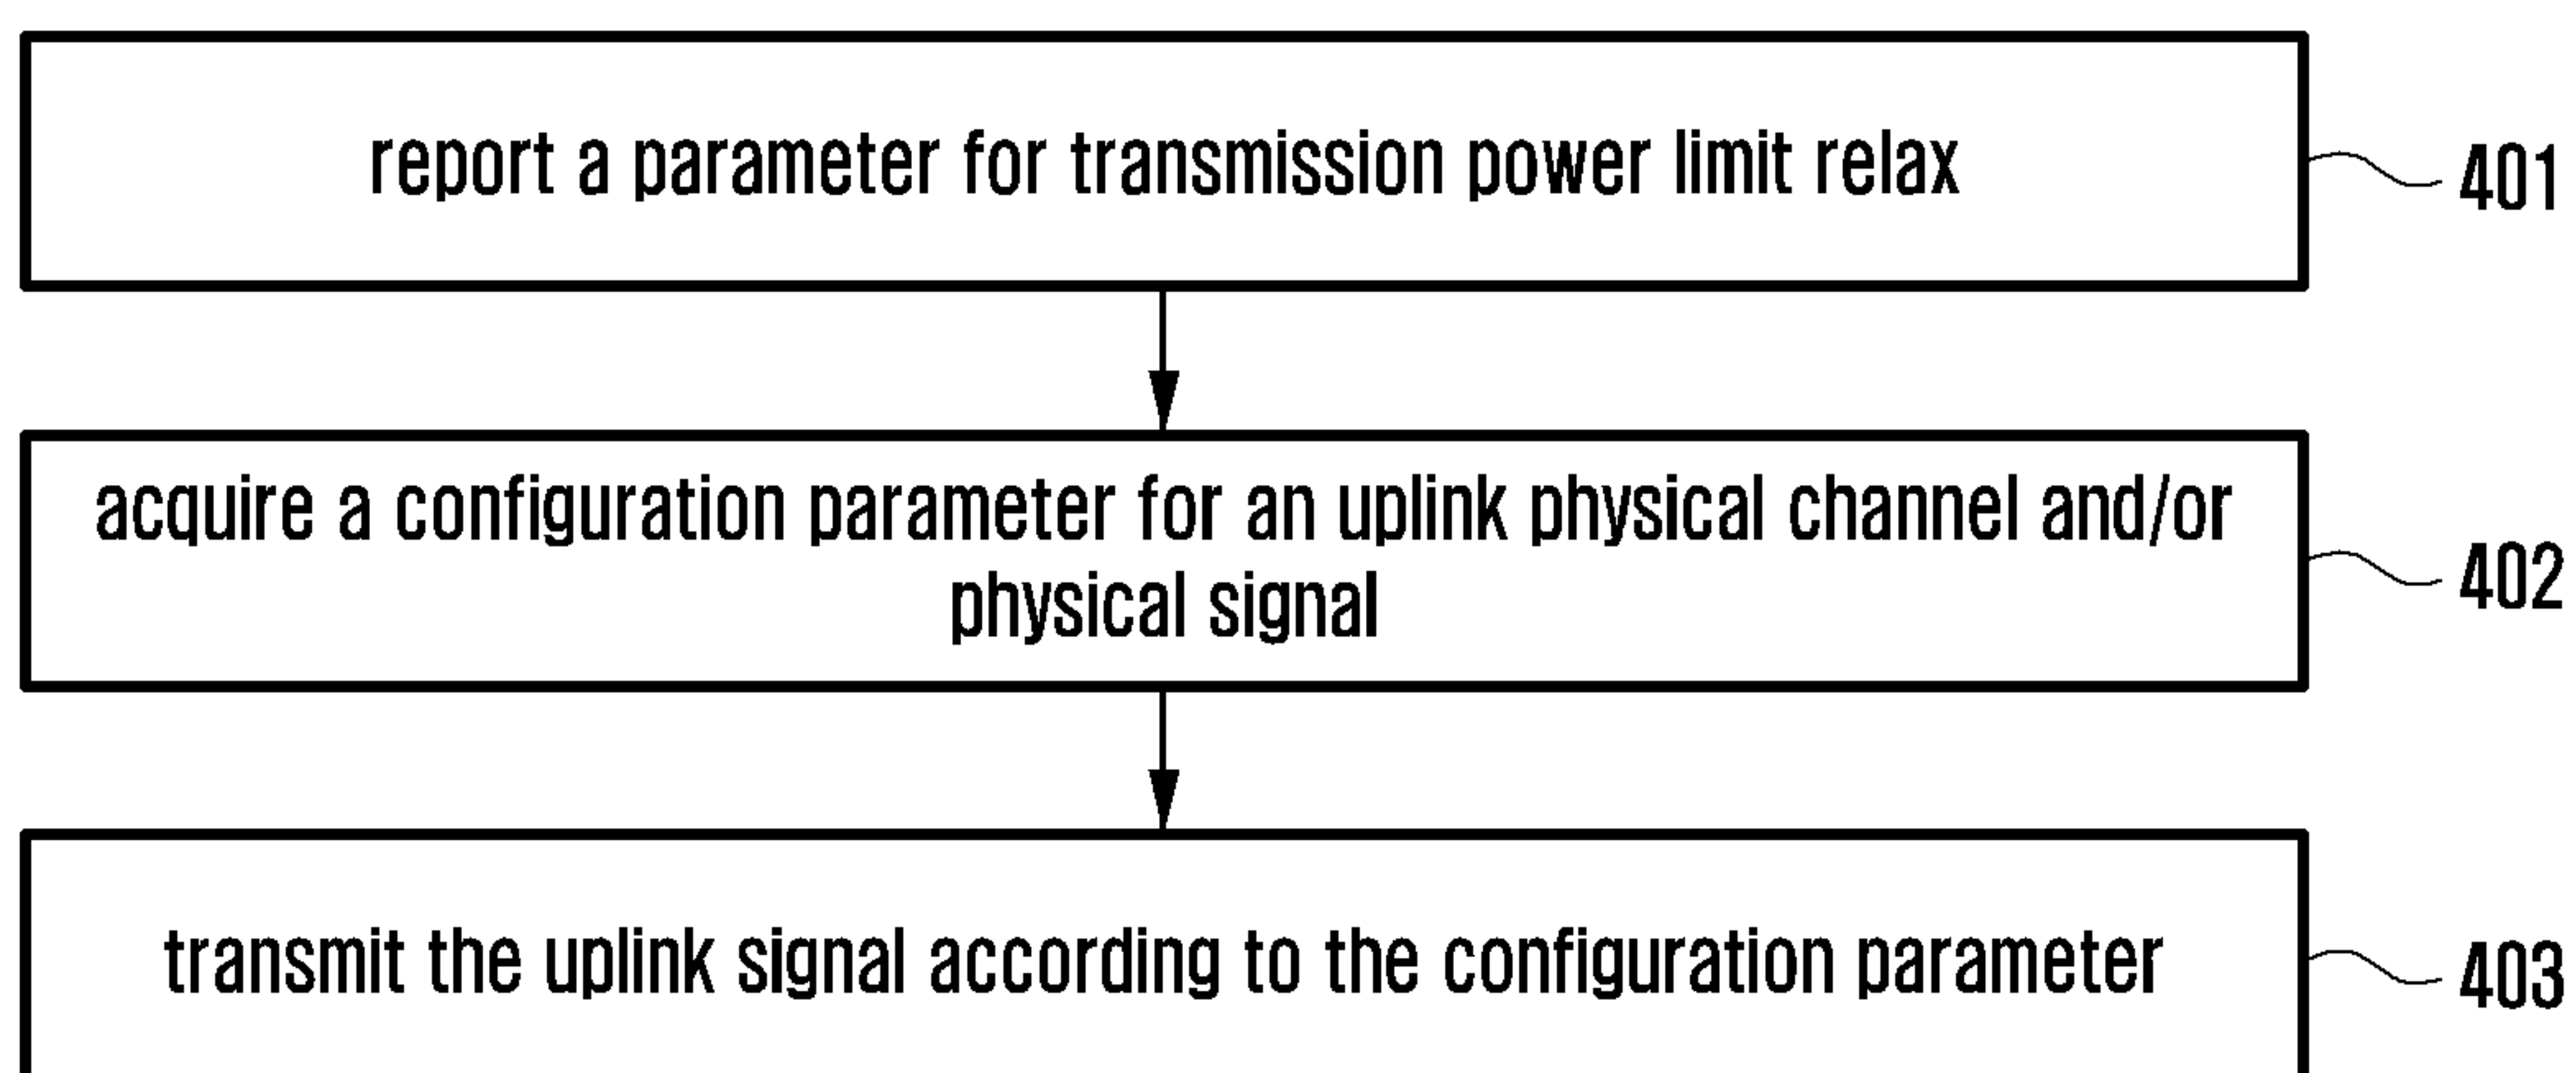 report a parameter for transmission power limit relax
401
acquire a configuration parameter for an uplink physical channel and/or
physical signal
402
transmit the uplink signal according to the configuration parameter
403